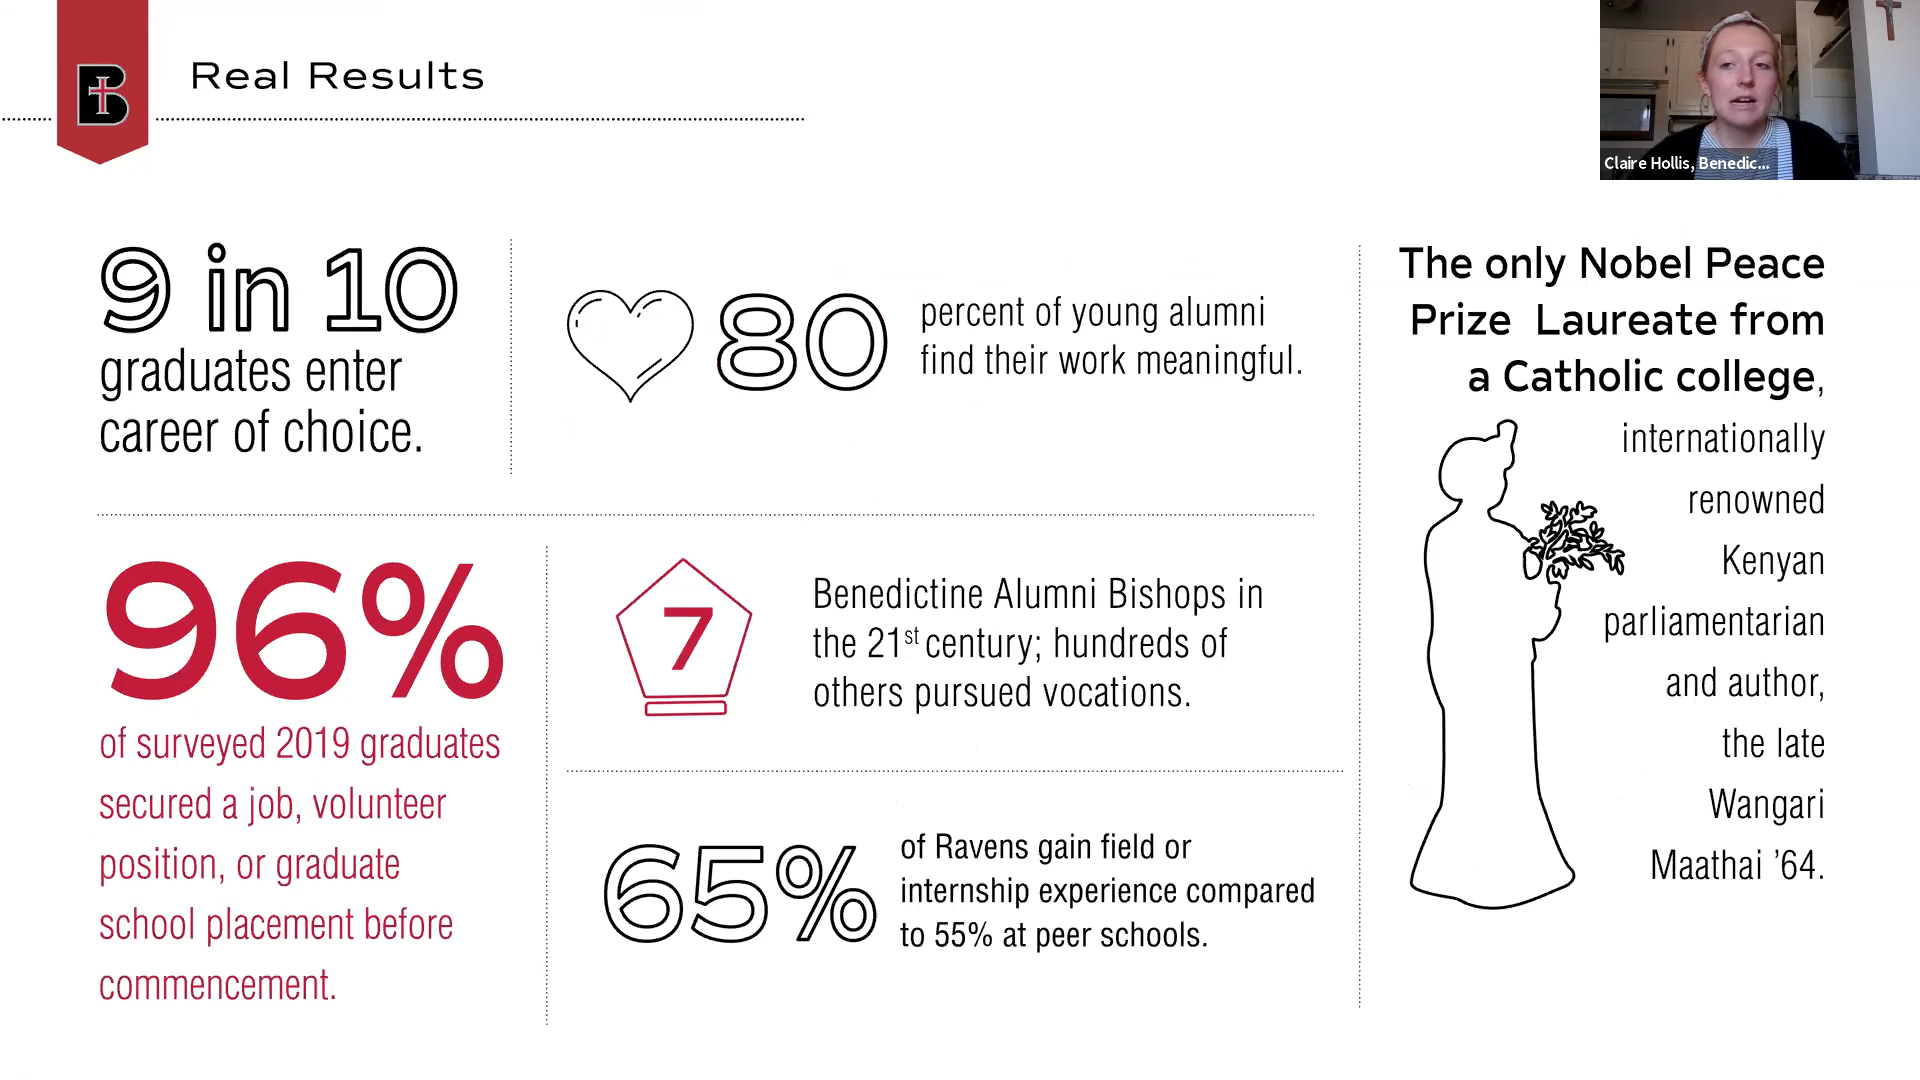 B
Real Results
Claire Hollis, Benedic...
9 in 10
graduates enter
career of choice.
80
percent of young alumni
find their work meaningful.
The only Nobel Peace
Prize Laureate from
a Catholic college,
internationally
renowned
Kenyan
parliamentarian
and author,
the late
Wangari
Maathai ’64.
96%
of surveyed 2019 graduates
secured a job, volunteer
position, or graduate
school placement before
commencement.
7
Benedictine Alumni Bishops in
the 21st century; hundreds of
others pursued vocations.
65%
of Ravens gain field or
internship experience compared
to 55% at peer schools.